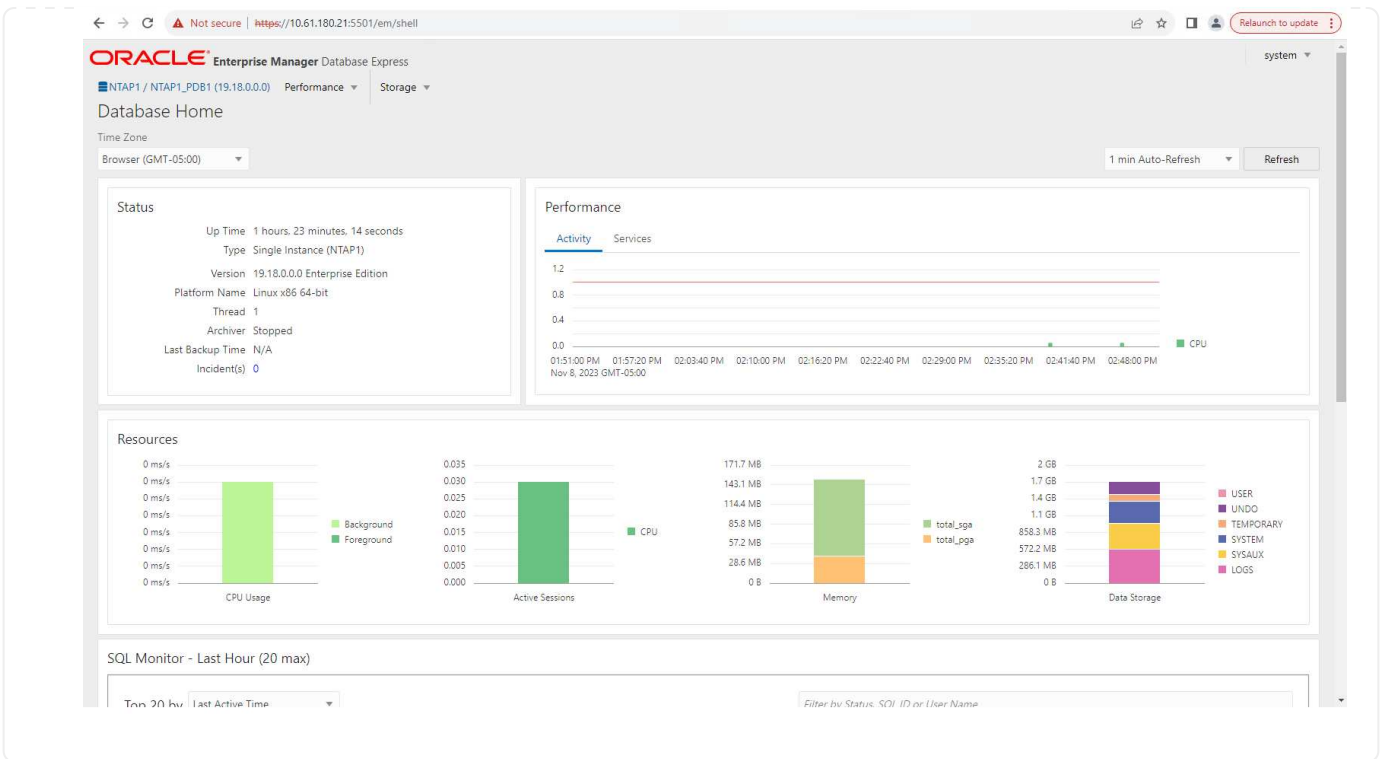 Not secure | https://10.61.180.21:5501/em/shell
Relaunch to update
ORACLE Enterprise Manager Database Express
system
NTAP1 / NTAP1_PDB1 (19.18.0.0.0) Performance Storage
Database Home
Time Zone
Browser (GMT-05:00)
1 min Auto-Refresh Refresh
Status
Up Time 1 hours, 23 minutes, 14 seconds
Type Single Instance (NTAP1)
Version 19.18.0.0.0 Enterprise Edition
Platform Name Linux x86 64-bit
Thread 1
Archiver Stopped
Last Backup Time N/A
Incident(s) 0
Performance
Activity Services
1.2
0.8
0.4
0.0
CPU
01:51:00 PM 01:57:20 PM 02:03:40 PM 02:10:00 PM 02:16:20 PM 02:22:40 PM 02:29:00 PM 02:35:20 PM 02:41:40 PM 02:48:00 PM
Nov 8, 2023 GMT-05:00
Resources
0 ms/s
0 ms/s
0 ms/s
0 ms/s
0 ms/s
0 ms/s
0 ms/s
0 ms/s
Background
Foreground
CPU Usage
0.035
0.030
0.025
0.020
0.015
0.010
0.005
0.000
CPU
Active Sessions
171.7 MB
143.1 MB
114.4 MB
85.8 MB
57.2 MB
28.6 MB
0 B
total_sga
total_pga
Memory
2 GB
1.7 GB
1.4 GB
1.1 GB
858.3 MB
572.2 MB
286.1 MB
0 B
USER
UNDO
TEMPORARY
SYSTEM
SYSAUX
LOGS
Data Storage
SQL Monitor - Last Hour (20 max)
Top 20 by Last Active Time
Filter by Status, SQL ID or User Name